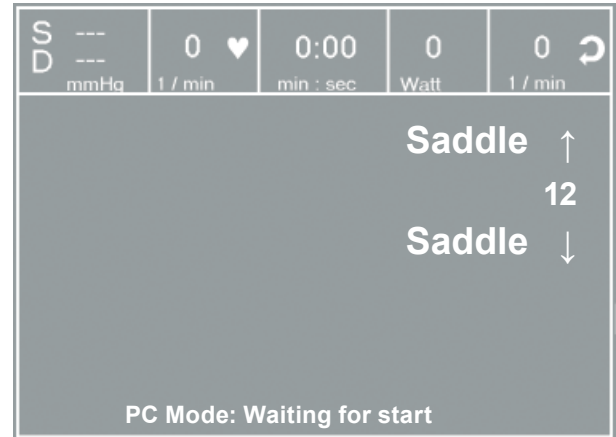 S --- 0 ♥ 0:00 0 0
D ---
mmHg 1 / min min : sec Watt 1 / min
Saddle ↑
12
Saddle ↓
PC Mode: Waiting for start